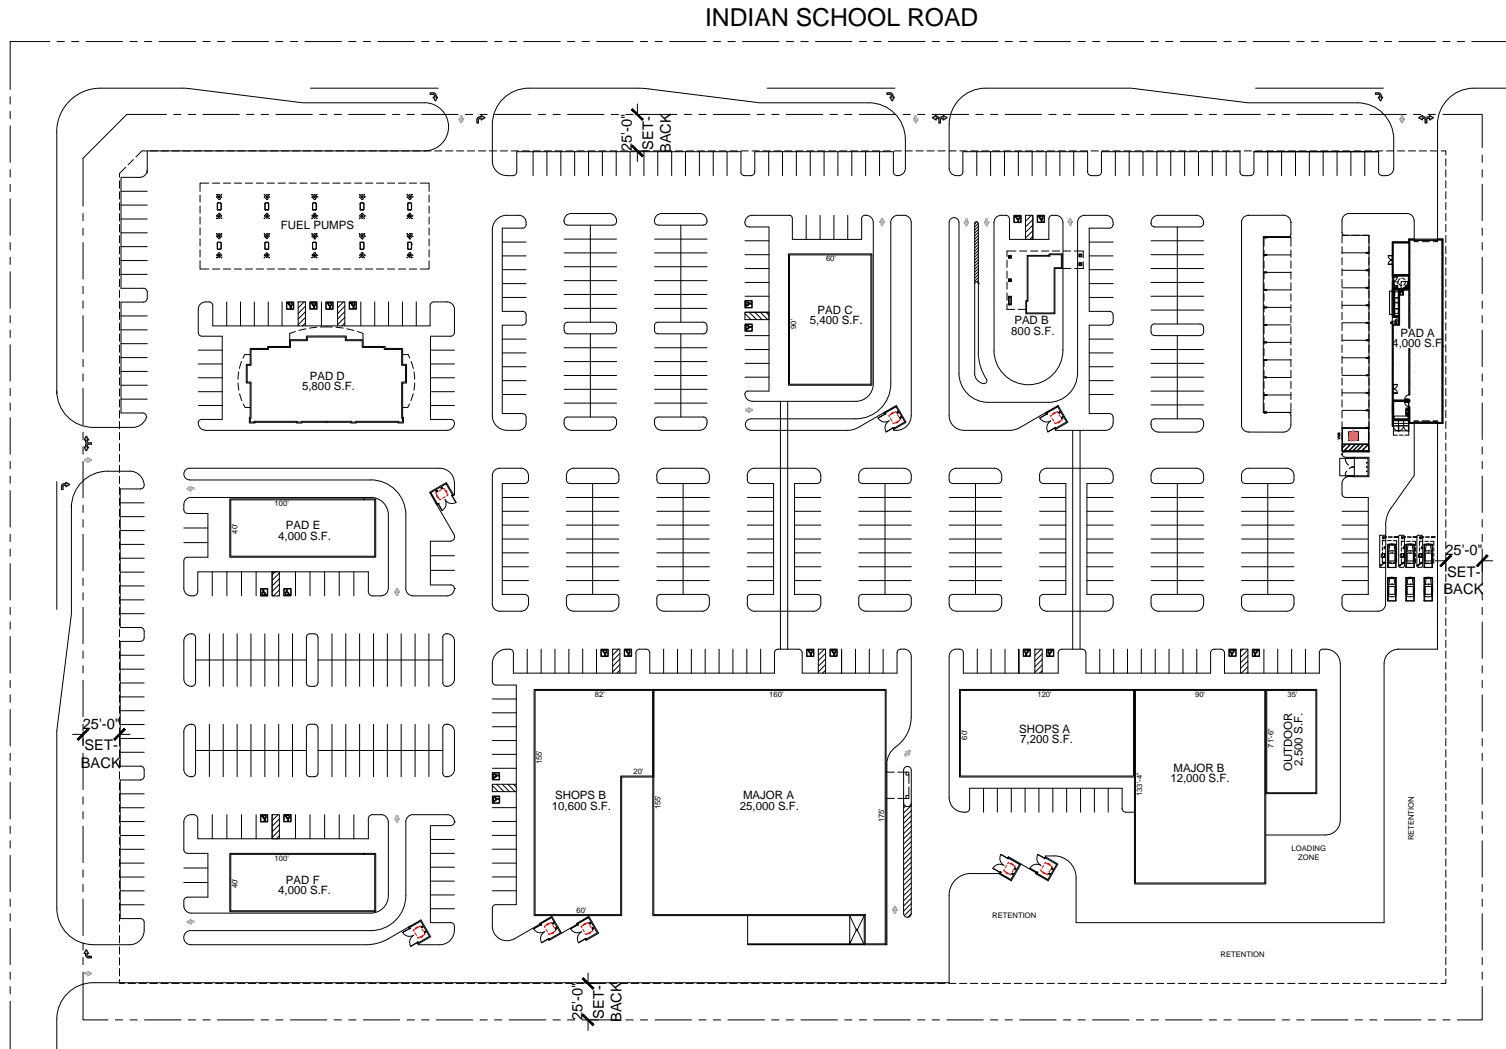 INDIAN SCHOOL ROAD
25'-0"
SET-
BACK
FUEL PUMPS
60'
90'
PAD C
5,400 S.F.
PAD B
800 S.F.
PAD A
4,000 S.F.
PAD D
5,800 S.F.
100'
40'
PAD E
4,000 S.F.
25'-0"
SET-
BACK
25'-0"
SET-
BACK
82'
160'
155'
20'
SHOPS B
10,600 S.F.
155'
MAJOR A
25,000 S.F.
175'
60'
120'
90'
35'
60'
SHOPS A
7,200 S.F.
133'-4"
MAJOR B
12,000 S.F.
71'-6"
OUTDOOR
2,500 S.F.
LOADING
ZONE
RETENTION
100'
40'
PAD F
4,000 S.F.
RETENTION
RETENTION
25'-0"
SET-
BACK